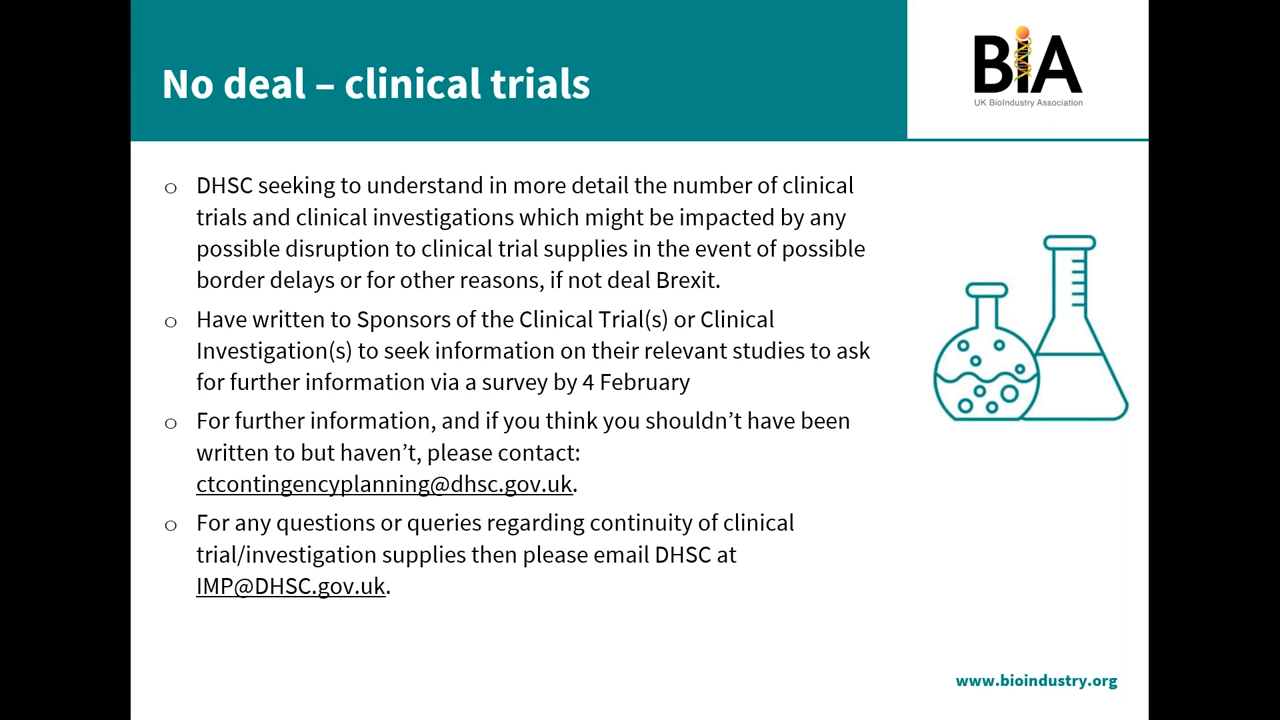 No deal – clinical trials
BIA
UK BioIndustry Association
○ DHSC seeking to understand in more detail the number of clinical
trials and clinical investigations which might be impacted by any
possible disruption to clinical trial supplies in the event of possible
border delays or for other reasons, if not deal Brexit.
○ Have written to Sponsors of the Clinical Trial(s) or Clinical
Investigation(s) to seek information on their relevant studies to ask
for further information via a survey by 4 February
○ For further information, and if you think you shouldn’t have been
written to but haven’t, please contact:
ctcontingencyplanning@dhsc.gov.uk.
○ For any questions or queries regarding continuity of clinical
trial/investigation supplies then please email DHSC at
IMP@DHSC.gov.uk.
www.bioindustry.org